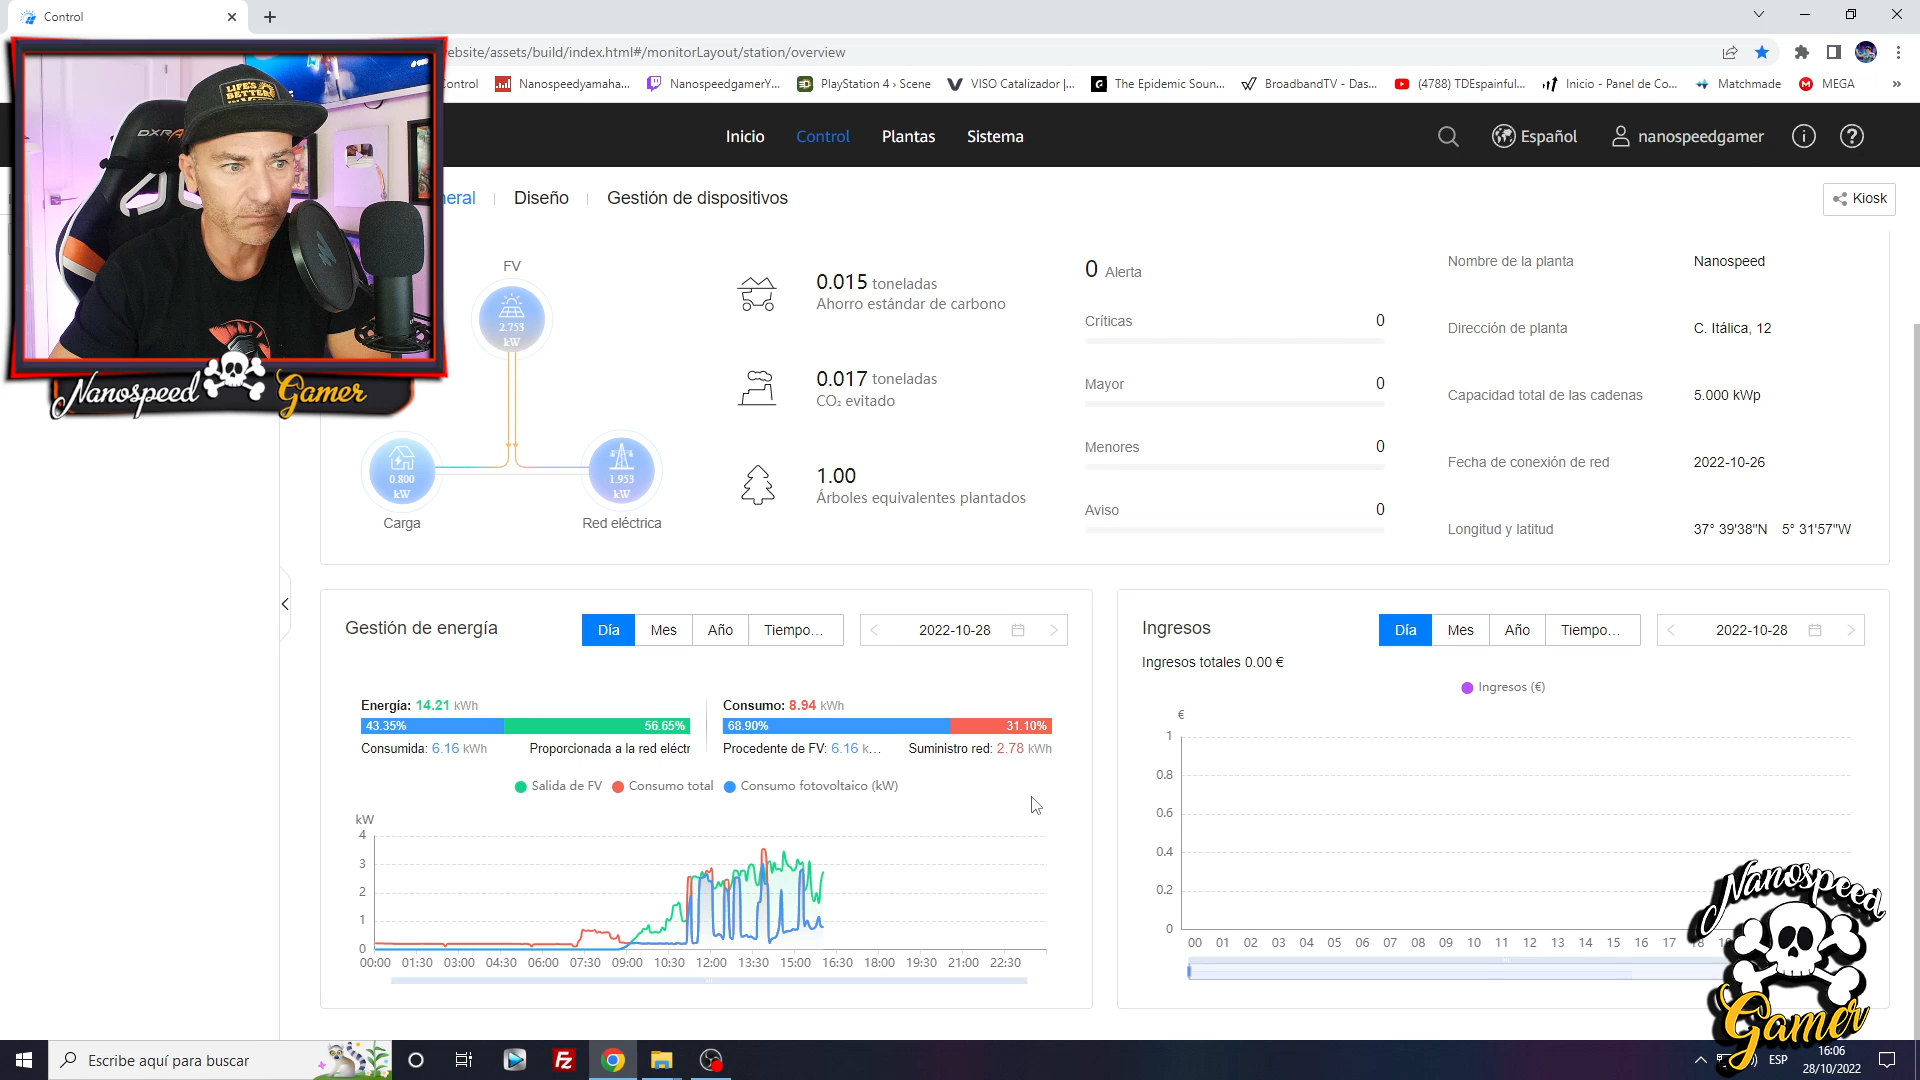 Control
ebsite/assets/build/index.html#/monitorLayout/station/overview
ontrol
Nanospeedyamaha...
NanospeedgamerY...
PlayStation 4 › Scene
VISO Catalizador |...
The Epidemic Soun...
BroadbandTV - Das...
(4788) TDEspainful...
Inicio - Panel de Co...
Matchmade
MEGA
»
Inicio
Control
Plantas
Sistema
Español
nanospeedgamer
neral
Diseño
Gestión de dispositivos
Kiosk
LIFE'S
BETTER
DXRA
Nanospeed Gamer
FV
2.753
kW
0.800
kW
Carga
1.953
kW
Red eléctrica
0.015 toneladas
Ahorro estándar de carbono
0.017 toneladas
CO₂ evitado
1.00
Árboles equivalentes plantados
0 Alerta
Críticas 0
Mayor 0
Menores 0
Aviso 0
Nombre de la planta Nanospeed
Dirección de planta C. Itálica, 12
Capacidad total de las cadenas 5.000 kWp
Fecha de conexión de red 2022-10-26
Longitud y latitud 37° 39'38"N 5° 31'57"W
Gestión de energía
Día Mes Año Tiempo...
2022-10-28
Energía: 14.21 kWh
43.35% 56.65%
Consumida: 6.16 kWh
Proporcionada a la red eléctr
Consumo: 8.94 kWh
68.90% 31.10%
Procedente de FV: 6.16 k...
Suministro red: 2.78 kWh
Salida de FV Consumo total Consumo fotovoltaico (kW)
kW
4
3
2
1
0
00:00 01:30 03:00 04:30 06:00 07:30 09:00 10:30 12:00 13:30 15:00 16:30 18:00 19:30 21:00 22:30
Ingresos
Día Mes Año Tiempo...
2022-10-28
Ingresos totales 0.00 €
Ingresos (€)
€
1
0.8
0.6
0.4
0.2
0
00 01 02 03 04 05 06 07 08 09 10 11 12 13 14 15 16 17 18
Nanospeed
Gamer
Escribe aquí para buscar
Fz
ESP
16:06
28/10/2022